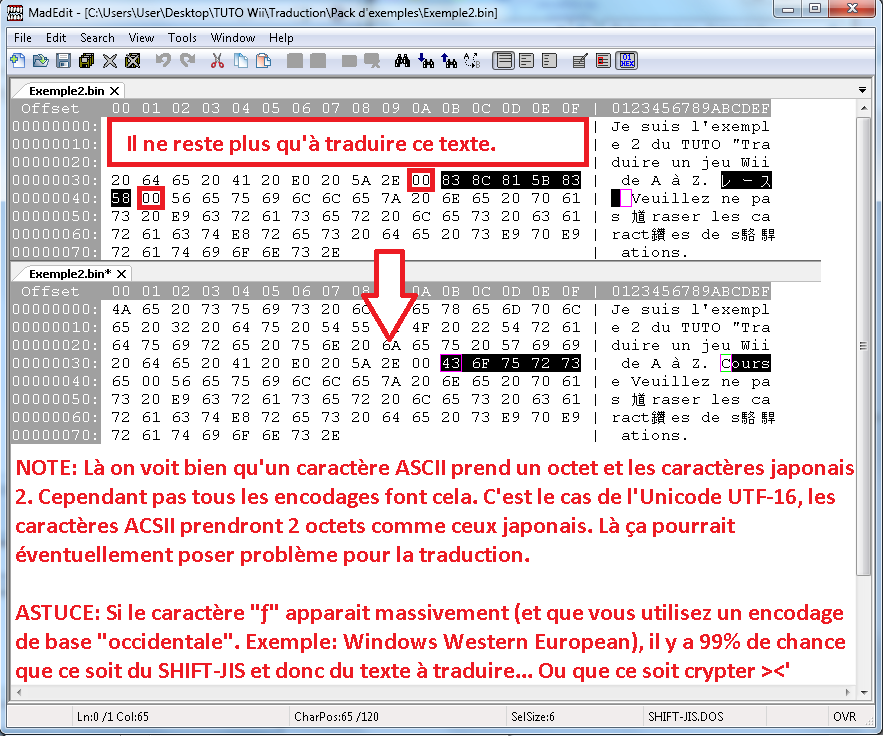 MadEdit - [C:\Users\User\Desktop\TUTO Wii\Traduction\Pack d'exemples\Exemple2.bin]
File Edit Search View Tools Window Help
Exemple2.bin
Offset 00 01 02 03 04 05 06 07 08 09 0A 0B 0C 0D 0E 0F | 0123456789ABCDEF
00000000: | Je suis l'exempl
Il ne reste plus qu'à traduire ce texte.
00000010: | e 2 du TUTO "Tra
00000020: | duire un jeu Wii
00000030: 20 64 65 20 41 20 E0 20 5A 2E 00 83 8C 81 5B 83 | de A à Z. レース
00000040: 58 00 56 65 75 69 6C 6C 65 7A 20 6E 65 20 70 61 | Veuillez ne pa
00000050: 73 20 E9 63 72 61 73 65 72 20 6C 65 73 20 63 61 | s 馗raser les ca
00000060: 72 61 63 74 E8 72 65 73 20 64 65 20 73 E9 70 E9 | ract鑽es de s駱駻
00000070: 72 61 74 69 6F 6E 73 2E | ations.
Exemple2.bin*
Offset 00 01 02 03 04 05 06 07 08 0A 0B 0C 0D 0E 0F | 0123456789ABCDEF
00000000: 4A 65 20 73 75 69 73 20 6C 65 78 65 6D 70 6C | Je suis l'exempl
00000010: 65 20 32 20 64 75 20 54 55 4F 20 22 54 72 61 | e 2 du TUTO "Tra
00000020: 64 75 69 72 65 20 75 6E 20 6A 65 75 20 57 69 69 | duire un jeu Wii
00000030: 20 64 65 20 41 20 E0 20 5A 2E 00 43 6F 75 72 73 | de A à Z. Cours
00000040: 65 00 56 65 75 69 6C 6C 65 7A 20 6E 65 20 70 61 | e Veuillez ne pa
00000050: 73 20 E9 63 72 61 73 65 72 20 6C 65 73 20 63 61 | s 馗raser les ca
00000060: 72 61 63 74 E8 72 65 73 20 64 65 20 73 E9 70 E9 | ract鑽es de s駱駻
00000070: 72 61 74 69 6F 6E 73 2E | ations.
NOTE: Là on voit bien qu'un caractère ASCII prend un octet et les caractères japonais
2. Cependant pas tous les encodages font cela. C'est le cas de l'Unicode UTF-16, les
caractères ACSII prendront 2 octets comme ceux japonais. Là ça pourrait
éventuellement poser problème pour la traduction.
ASTUCE: Si le caractère "ƒ" apparait massivement (et que vous utilisez un encodage
de base "occidentale". Exemple: Windows Western European), il y a 99% de chance
que ce soit du SHIFT-JIS et donc du texte à traduire... Ou que ce soit crypter ><'
Ln:0 /1 Col:65 CharPos:65 /120 SelSize:6 SHIFT-JIS.DOS OVR